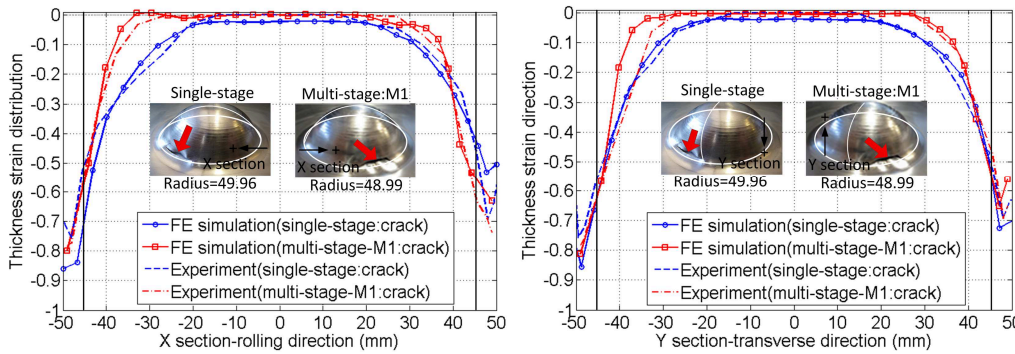 Thickness strain distribution
0
-0.1
-0.2
-0.3
-0.4
-0.5
-0.6
-0.7
-0.8
-0.9
-1
Single-stage
Multi-stage:M1
X section
X section
Radius=49.96
Radius=48.99
FE simulation(single-stage:crack)
FE simulation(multi-stage-M1:crack)
Experiment(single-stage:crack)
Experiment(multi-stage-M1:crack)
-50 -40 -30 -20 -10 0 10 20 30 40 50
X section-rolling direction (mm)
Thickness strain direction
0
-0.1
-0.2
-0.3
-0.4
-0.5
-0.6
-0.7
-0.8
-0.9
-1
Single-stage
Multi-stage:M1
Y section
Y section
Radius=49.96
Radius=48.99
FE simulation(single-stage:crack)
FE simulation(multi-stage-M1:crack)
Experiment(single-stage:crack)
Experiment(multi-stage-M1:crack)
-50 -40 -30 -20 -10 0 10 20 30 40 50
Y section-transverse direction (mm)